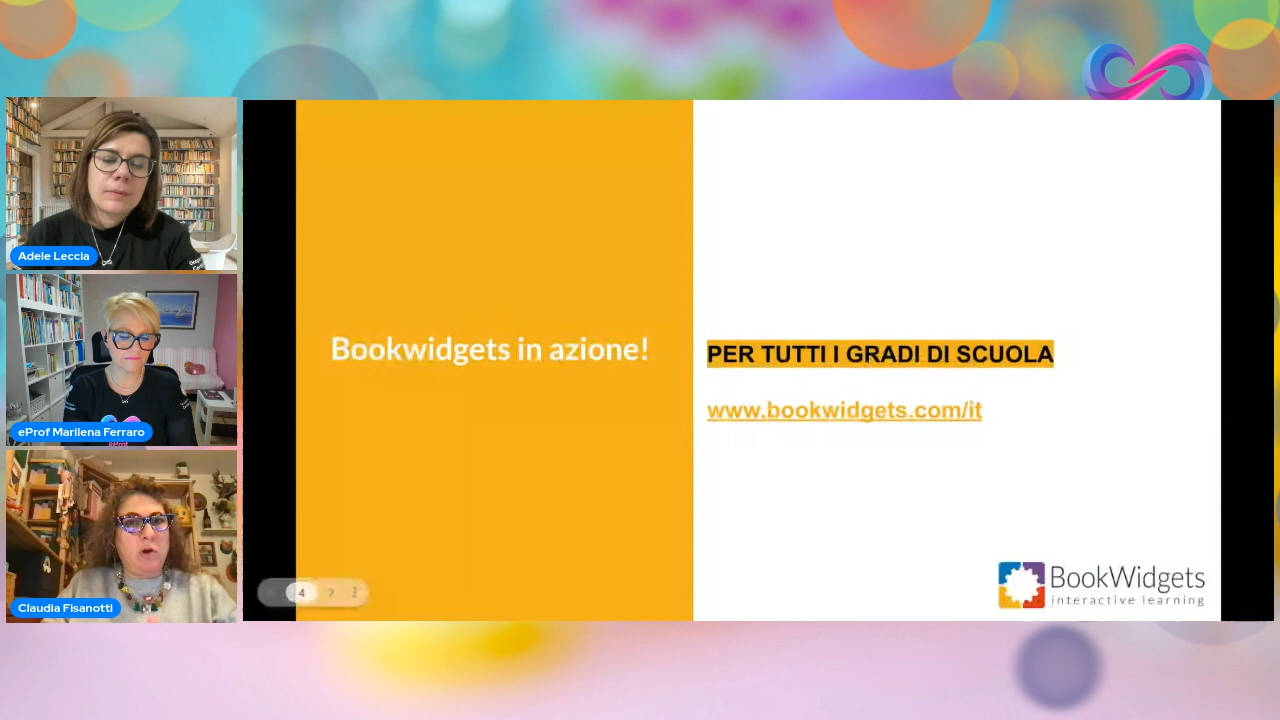 Adele Leccia
eProf Marilena Ferraro
Claudia Fisanotti
Bookwidgets in azione!
4
PER TUTTI I GRADI DI SCUOLA
www.bookwidgets.com/it
BookWidgets
interactive learning